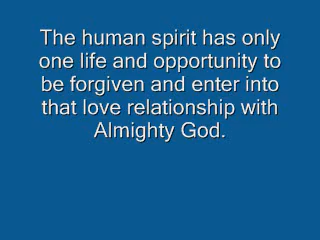 The human spirit has only
one life and opportunity to
be forgiven and enter into
that love relationship with
Almighty God.